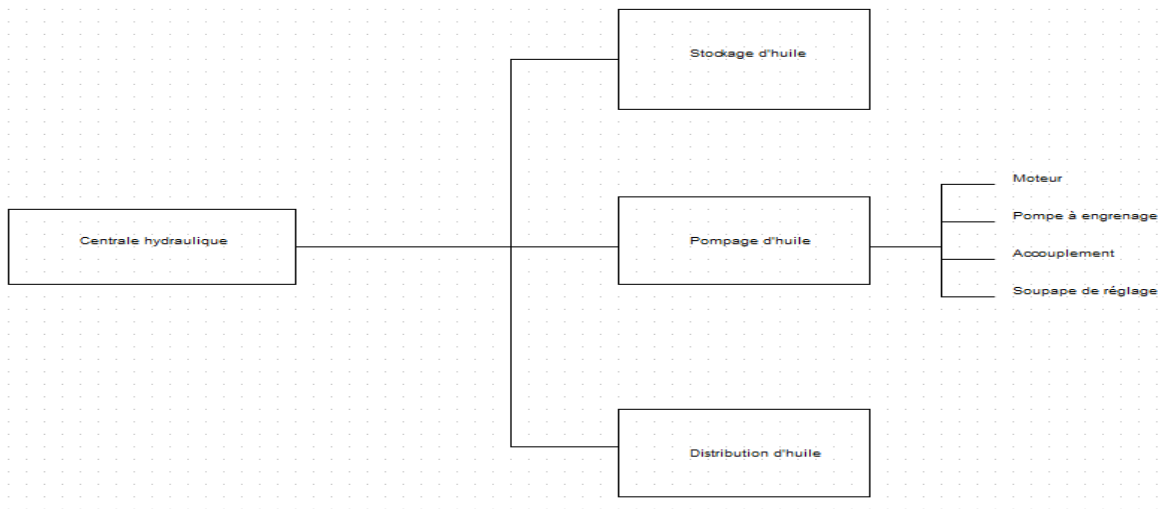 Stockage d'huile
Moteur
Pompe à engrenage
Centrale hydraulique
Pompage d'huile
Accouplement
Soupape de réglage
Distribution d'huile